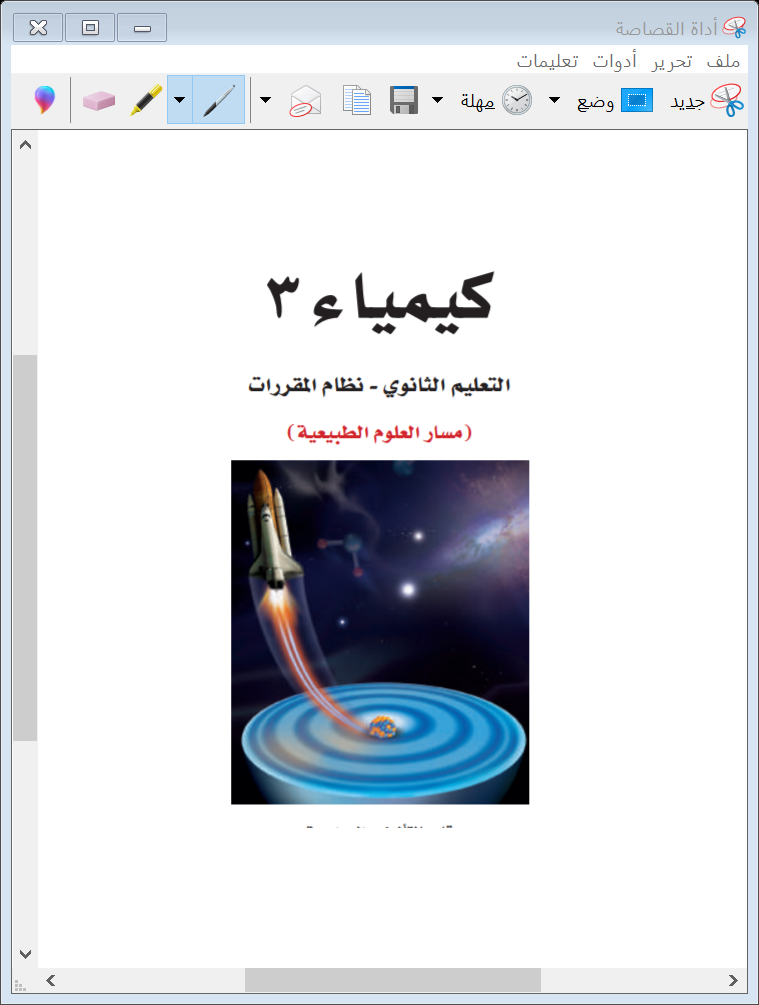 أداة القصاصة
ملف تحرير أدوات تعليمات
جديد وضع مهلة
كيمياء ٣
التعليم الثانوي - نظام المقررات
(مسار العلوم الطبيعية)